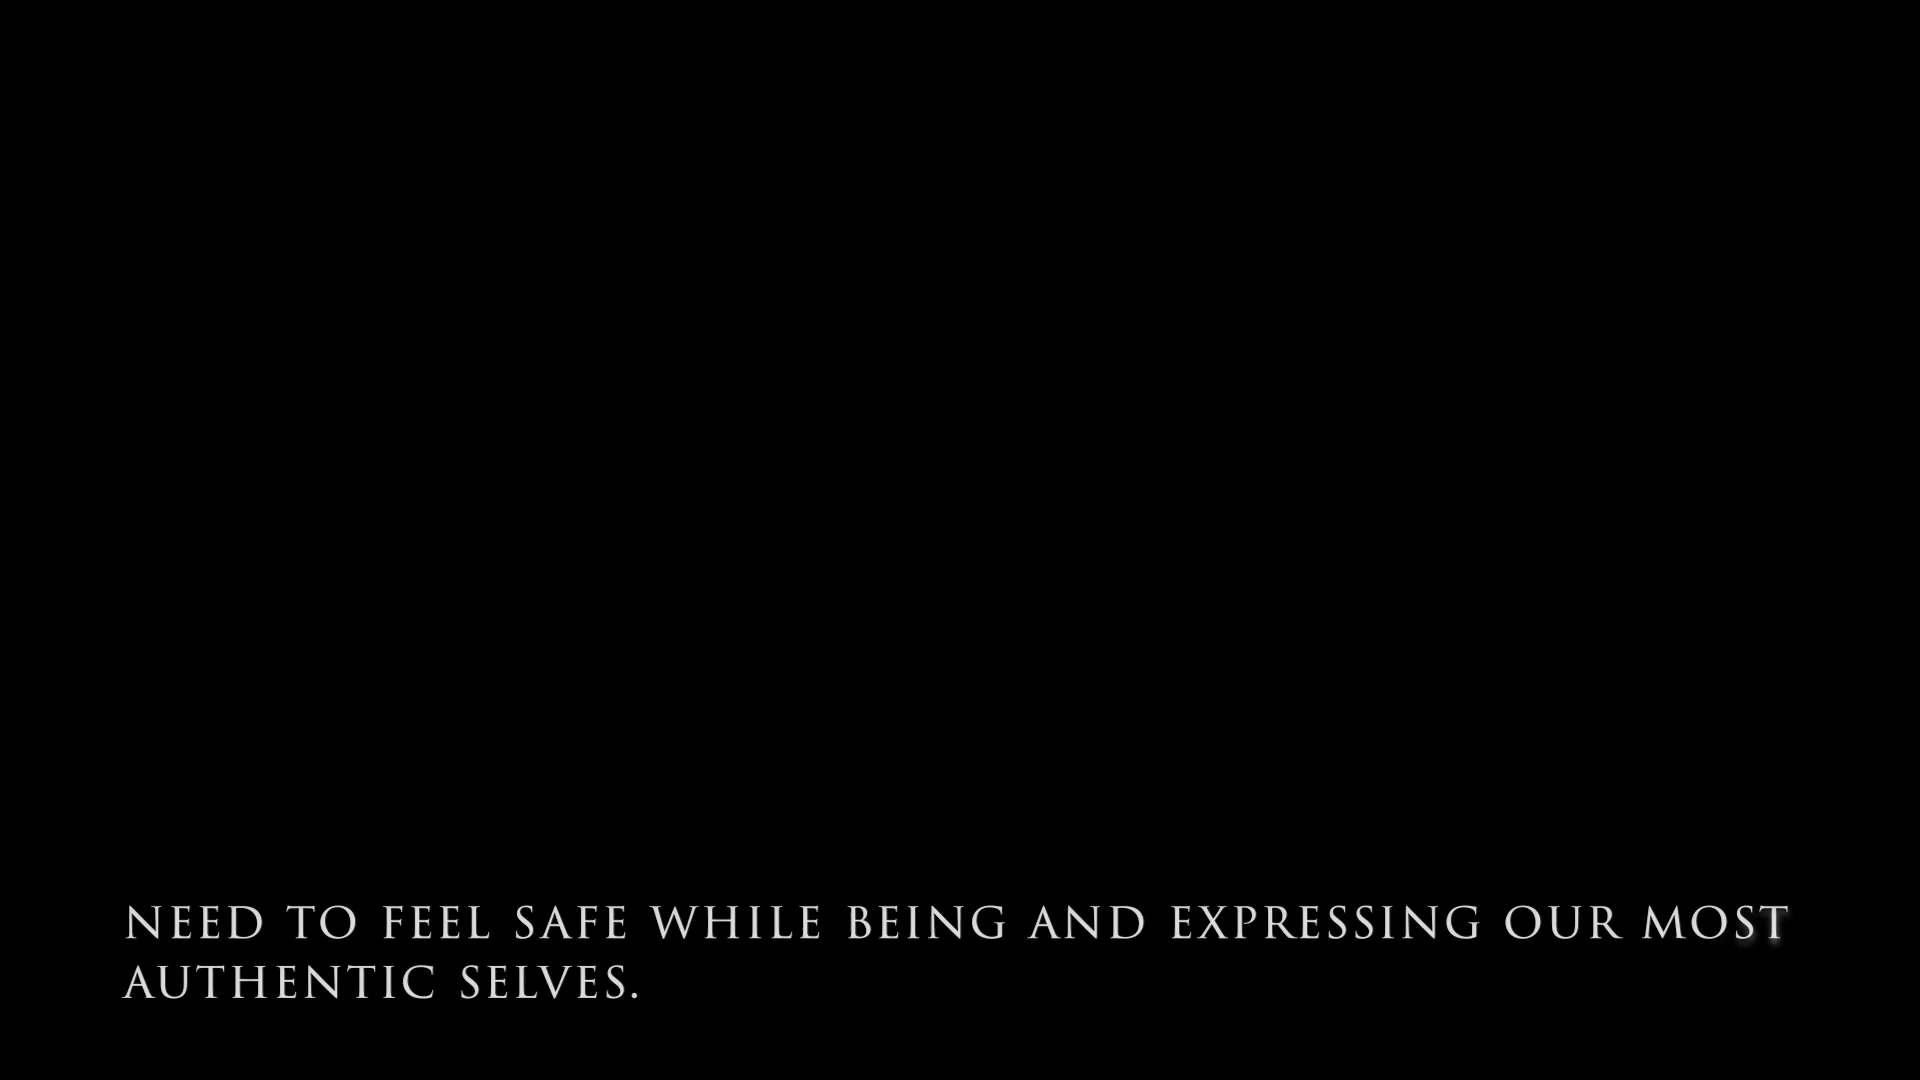 NEED TO FEEL SAFE WHILE BEING AND EXPRESSING OUR MOST
AUTHENTIC SELVES.